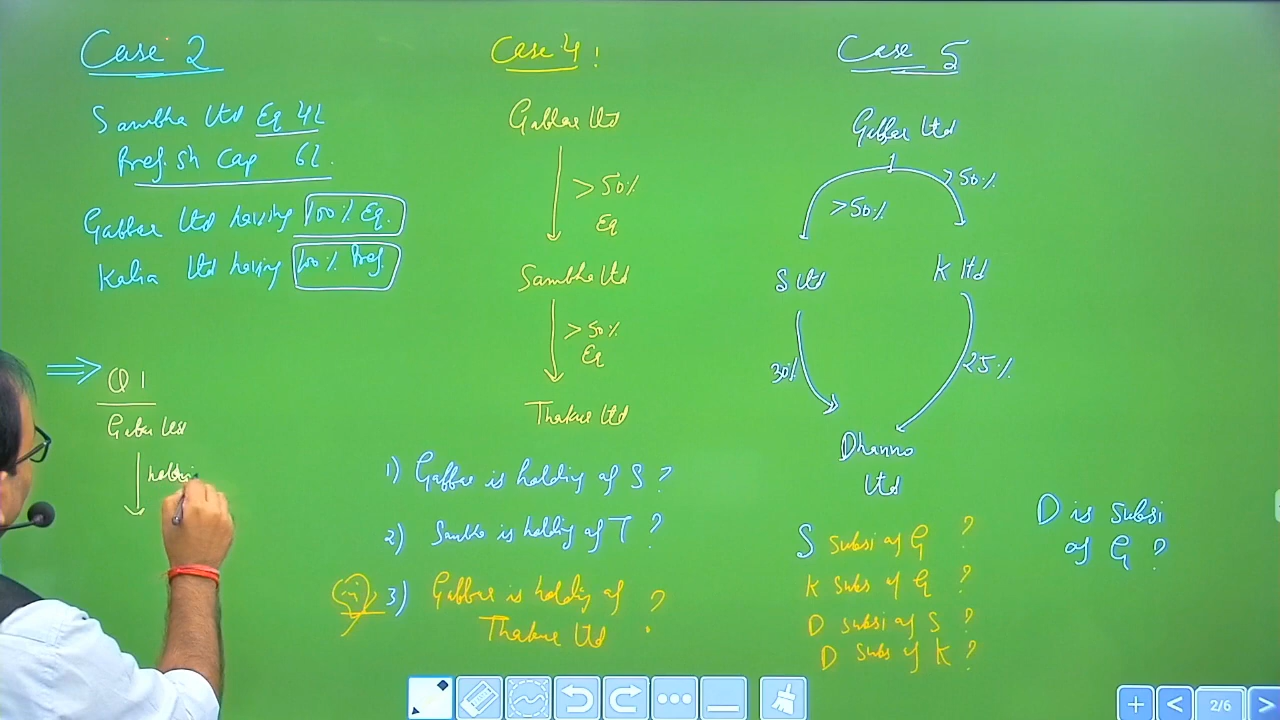 Case 2
Sambha Ltd Eq 4L
Pref. sh Cap 6L.
Gabbar Ltd having 100% Eq.
Kalia Ltd having 100% Pref.
Q1
Gabar Ltd
holdi
Case 4!
Gabbar Ltd
>50%
Eq
Sambha Ltd
>50%
Eq
Thakur Ltd
1) Gabbar is holding of S ?
2) Sambha is holding of T ?
3) Gabbar is holding of
Thakur Ltd ?
Case 5
Gabbar Ltd
>50%
>50%
S Ltd
K Ltd
30%
25%
Dhanno
Ltd
S subsi of G ?
K subs of G ?
D subsi of S ?
D subs of K ?
D is subsi
of G ?
2/6